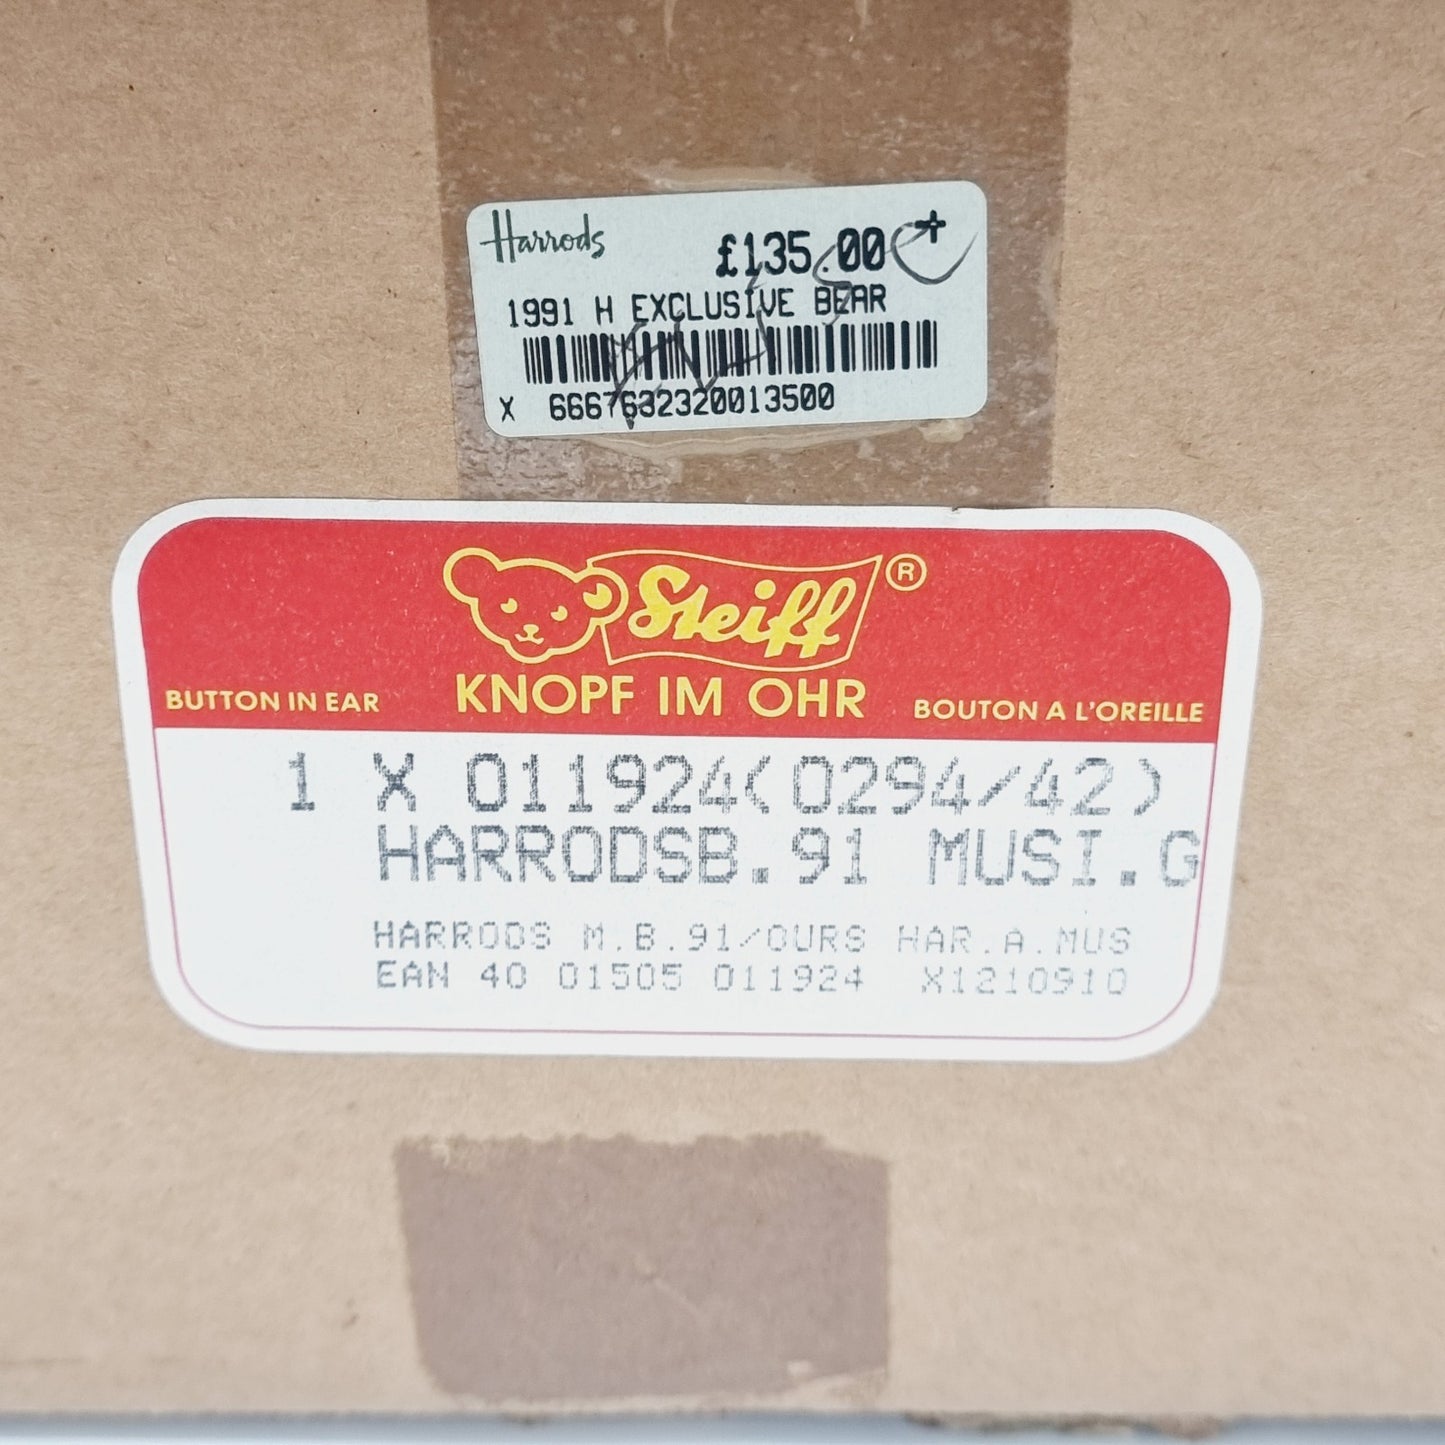 Harrods
£135.00 +
1991 H EXCLUSIVE BEAR
X 6667632320013500
Steiff ®
BUTTON IN EAR KNOPF IM OHR BOUTON A L'OREILLE
1 X 011924(0294/42)
HARRODSB.91 MUSI.G
HARRODS M.B.91/OURS HAR.A.MUS
EAN 40 01505 011924 X1210910